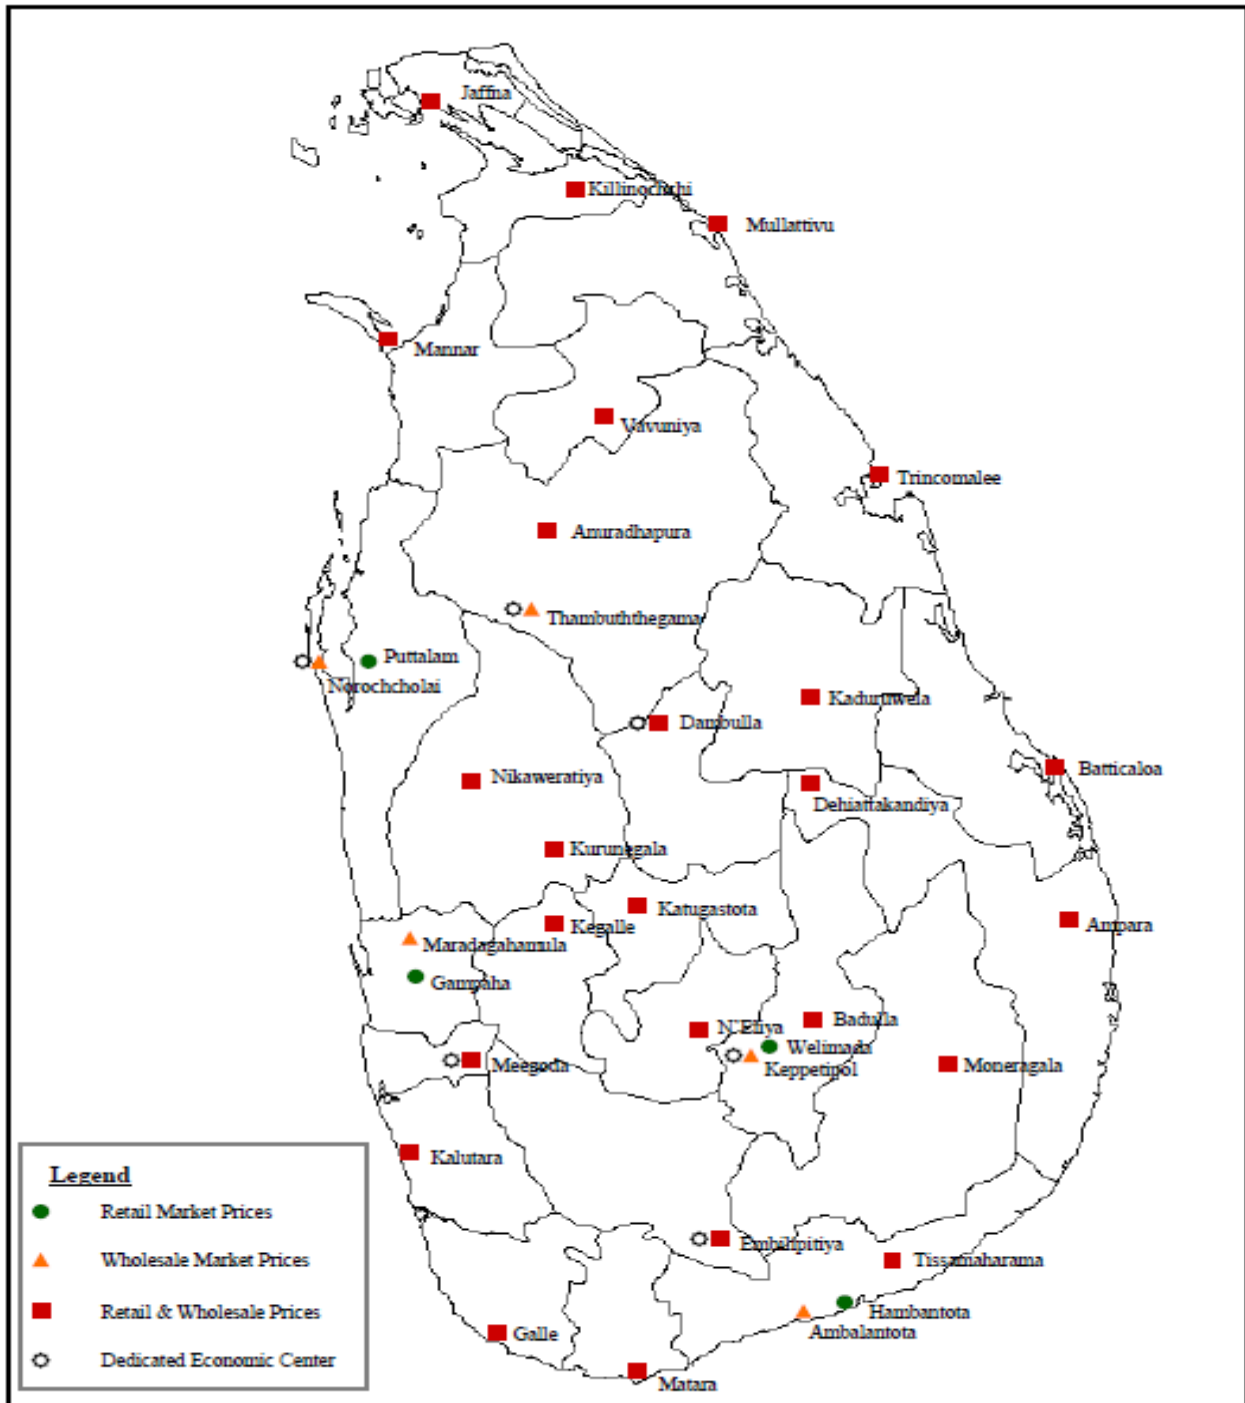 Jaffna
Killinochchi
Mullattivu
Mannar
Vavuniya
Trincomalee
Anuradhapura
Thambuththegama
Puttalam
Norochcholai
Kaduruwela
Dambulla
Batticaloa
Nikaweratiya
Dehiattakandiya
Kurunegala
Katugastota
Kegalle
Ampara
Maradagahamula
Gampaha
Badulla
N'Eliya
Welimada
Keppetipol
Meegoda
Moneragala
Kalutara
Embilipitiya
Tissamaharama
Hambantota
Ambalantota
Galle
Matara
Legend
Retail Market Prices
Wholesale Market Prices
Retail & Wholesale Prices
Dedicated Economic Center